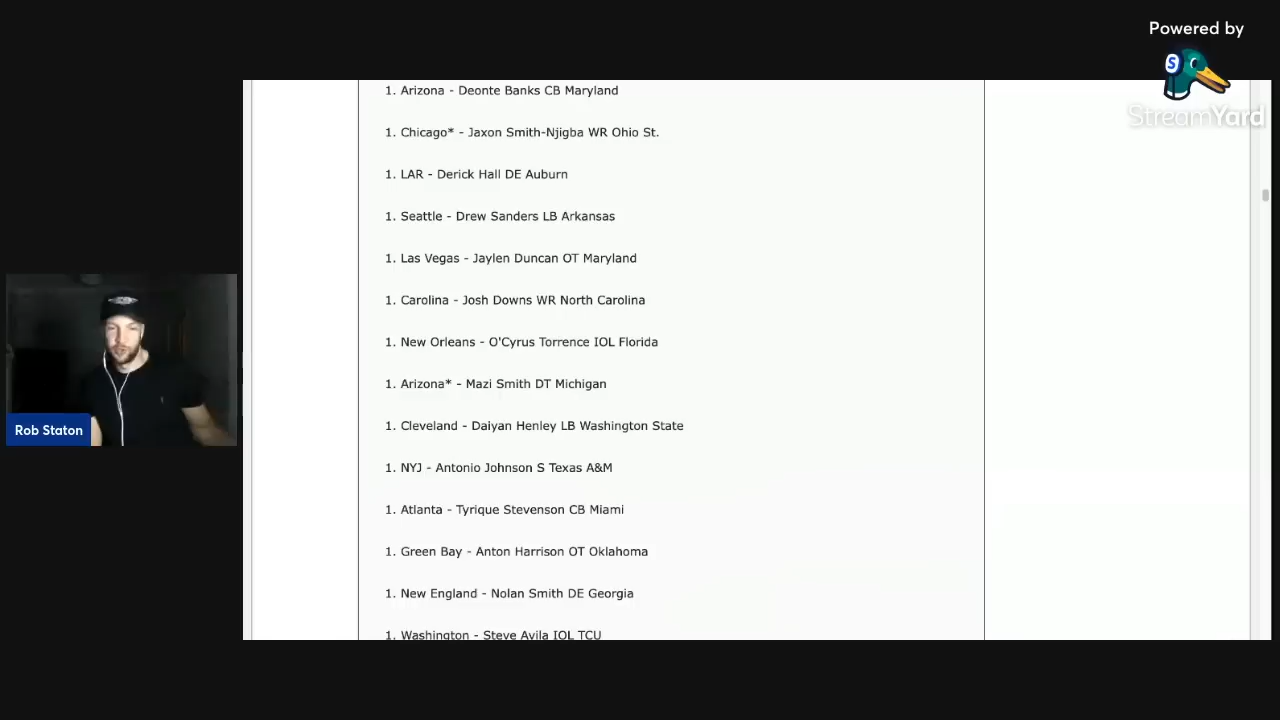 Powered by
S
StreamYard
1. Arizona - Deonte Banks CB Maryland
1. Chicago* - Jaxon Smith-Njigba WR Ohio St.
1. LAR - Derick Hall DE Auburn
1. Seattle - Drew Sanders LB Arkansas
1. Las Vegas - Jaylen Duncan OT Maryland
1. Carolina - Josh Downs WR North Carolina
1. New Orleans - O'Cyrus Torrence IOL Florida
1. Arizona* - Mazi Smith DT Michigan
1. Cleveland - Daiyan Henley LB Washington State
1. NYJ - Antonio Johnson S Texas A&M
1. Atlanta - Tyrique Stevenson CB Miami
1. Green Bay - Anton Harrison OT Oklahoma
1. New England - Nolan Smith DE Georgia
1. Washington - Steve Avila IOL TCU
Rob Staton